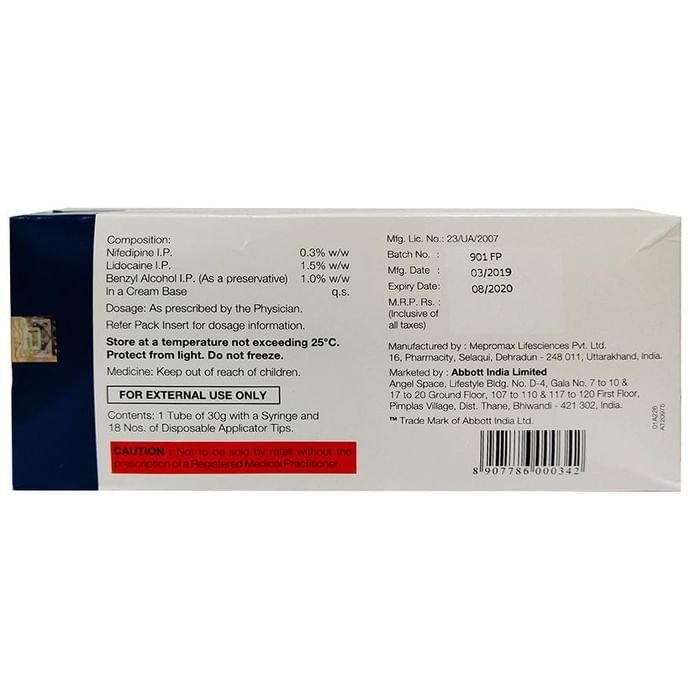 Composition:
Nifedipine I.P. 0.3% w/w
Lidocaine I.P. 1.5% w/w
Benzyl Alcohol I.P. (As a preservative) 1.0% w/w
In a Cream Base q.s.
Dosage: As prescribed by the Physician.
Refer Pack Insert for dosage information.
Store at a temperature not exceeding 25°C.
Protect from light. Do not freeze.
Medicine: Keep out of reach of children.
FOR EXTERNAL USE ONLY
Contents: 1 Tube of 30g with a Syringe and
18 Nos. of Disposable Applicator Tips.
CAUTION : Not to be sold by retail without the
prescription of a Registered Medical Practitioner
Mfg. Lic. No.: 23/UA/2007
Batch No. : 901 FP
Mfg. Date : 03/2019
Expiry Date: 08/2020
M.R.P. Rs. :
(Inclusive of
all taxes)
Manufactured by : Mepromax Lifesciences Pvt. Ltd.
16, Pharmacity, Selaqui, Dehradun - 248 011, Uttarakhand, India.
Marketed by : Abbott India Limited
Angel Space, Lifestyle Bldg. No. D-4, Gala No. 7 to 10 &
17 to 20 Ground Floor, 107 to 110 & 117 to 120 First Floor,
Pimplas Village, Dist. Thane, Bhiwandi - 421 302, India.
™ Trade Mark of Abbott India Ltd.
8 907786 000342
01A226
AT20975